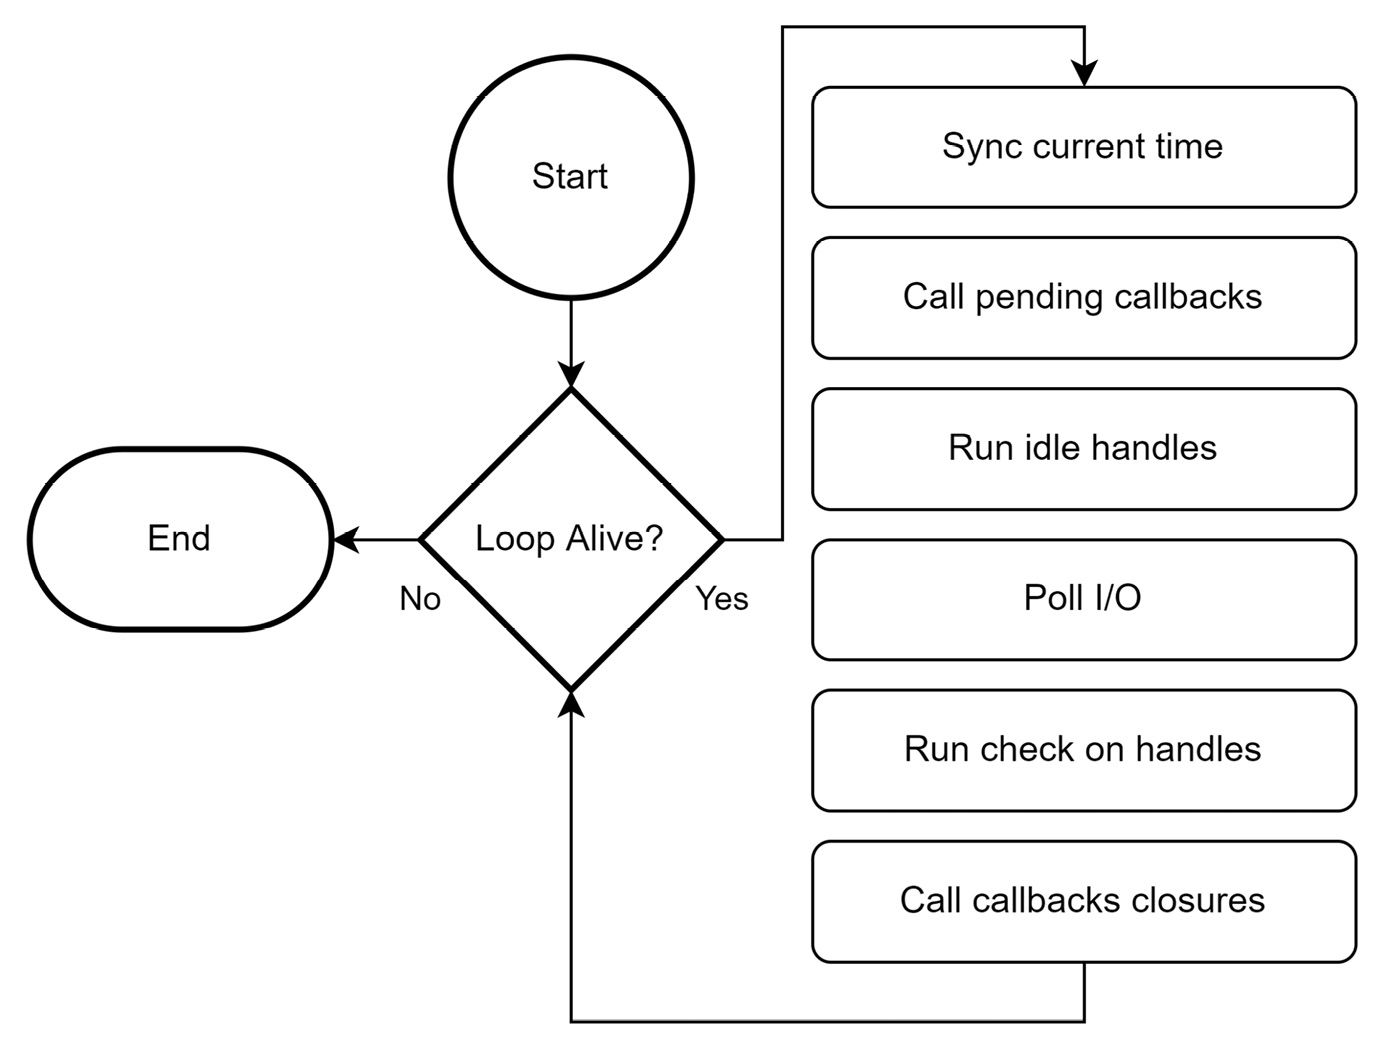 Start
Loop Alive?
No
Yes
End
Sync current time
Call pending callbacks
Run idle handles
Poll I/O
Run check on handles
Call callbacks closures